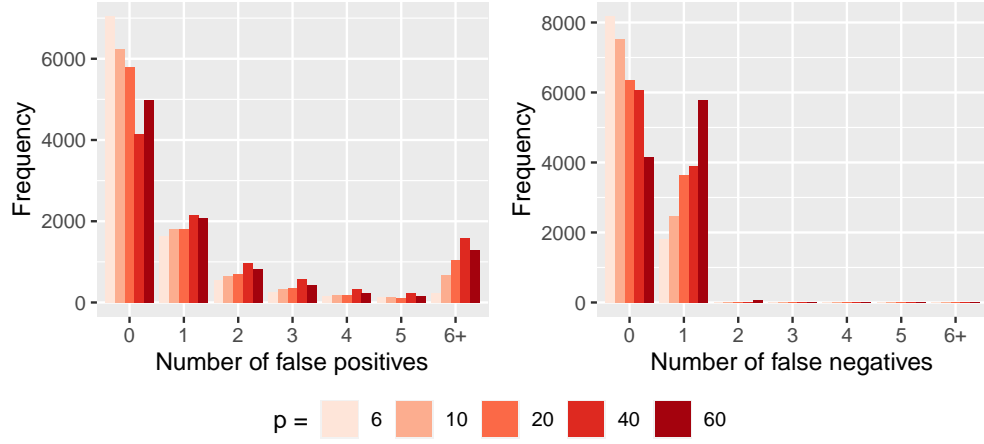 Frequency
6000
4000
2000
0
0 1 2 3 4 5 6+
Number of false positives
Frequency
8000
6000
4000
2000
0
0 1 2 3 4 5 6+
Number of false negatives
p = 6 10 20 40 60